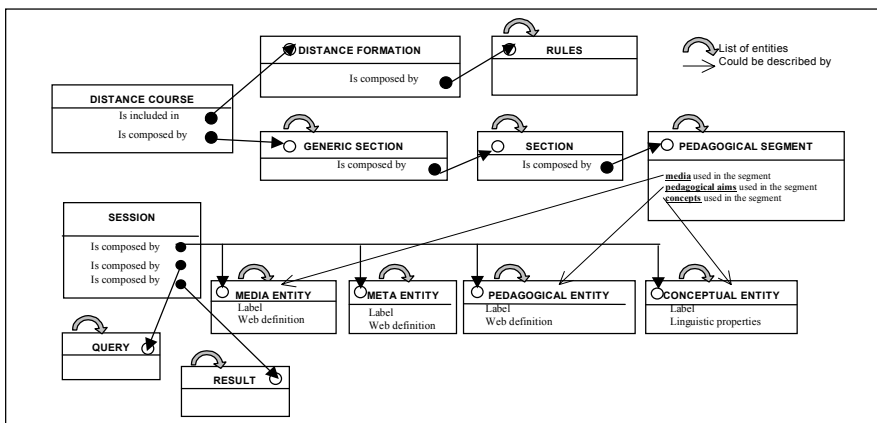 DISTANCE FORMATION
Is composed by
RULES
List of entities
Could be described by
DISTANCE COURSE
Is included in
Is composed by
GENERIC SECTION
Is composed by
SECTION
Is composed by
PEDAGOGICAL SEGMENT
media used in the segment
pedagogical aims used in the segment
concepts used in the segment
SESSION
Is composed by
Is composed by
Is composed by
MEDIA ENTITY
Label
Web definition
META ENTITY
Label
Web definition
PEDAGOGICAL ENTITY
Label
Web definition
CONCEPTUAL ENTITY
Label
Linguistic properties
QUERY
RESULT